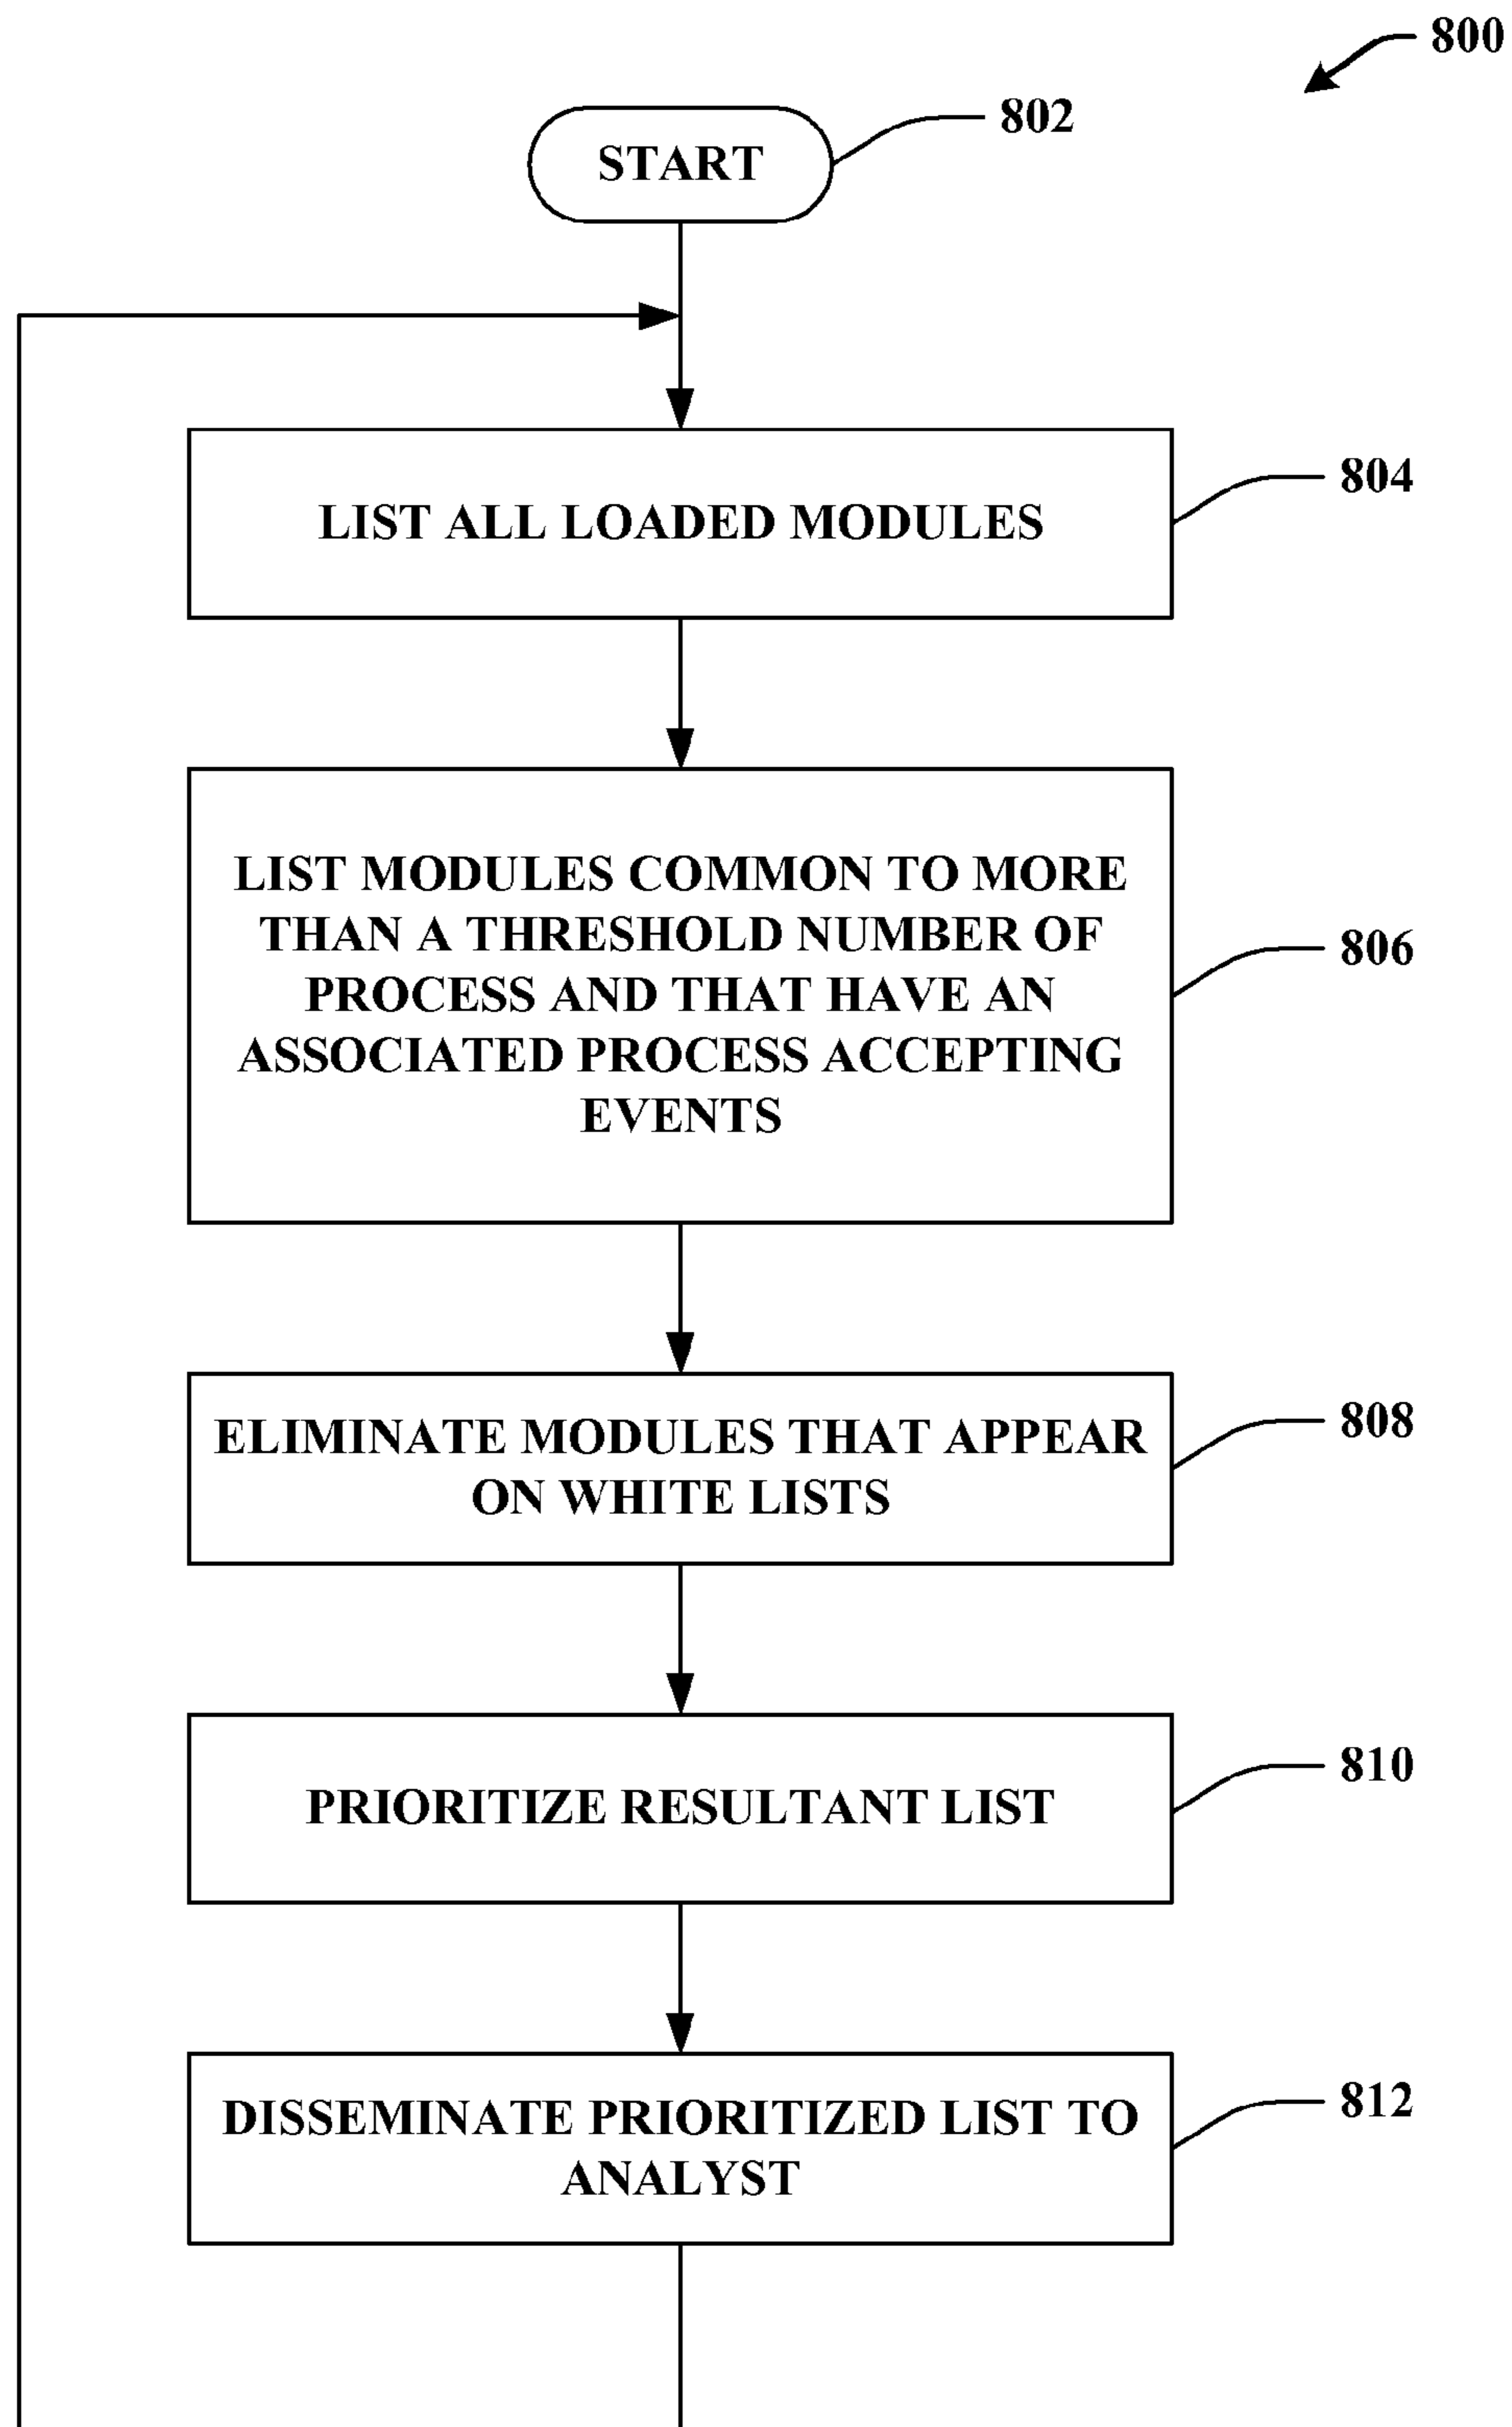 800
802
START
804
LIST ALL LOADED MODULES
LIST MODULES COMMON TO MORE
THAN A THRESHOLD NUMBER OF
PROCESS AND THAT HAVE AN
ASSOCIATED PROCESS ACCEPTING
EVENTS
806
ELIMINATE MODULES THAT APPEAR
ON WHITE LISTS
808
PRIORITIZE RESULTANT LIST
810
DISSEMINATE PRIORITIZED LIST TO
ANALYST
812